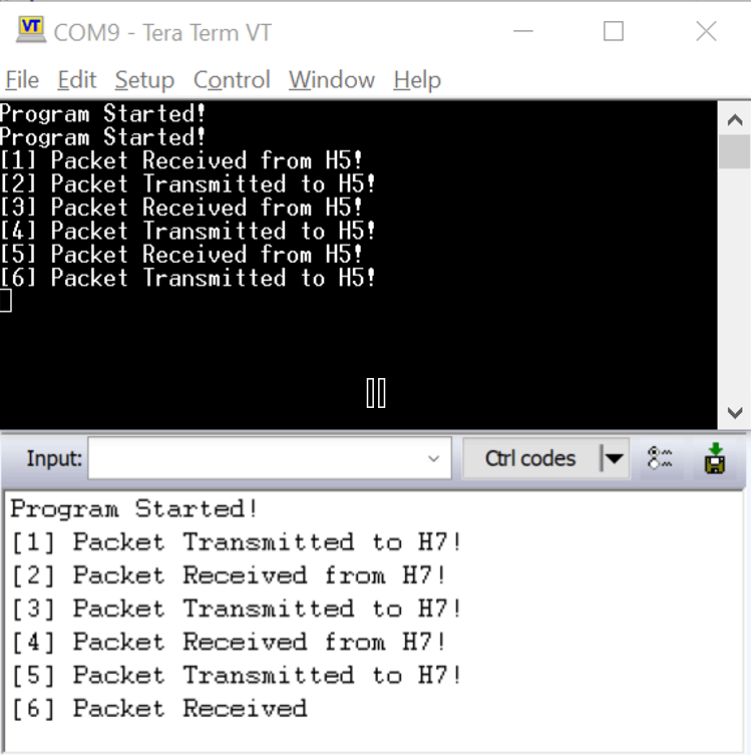 VT COM9 - Tera Term VT
File Edit Setup Control Window Help
Program Started!
Program Started!
[1] Packet Received from H5!
[2] Packet Transmitted to H5!
[3] Packet Received from H5!
[4] Packet Transmitted to H5!
[5] Packet Received from H5!
[6] Packet Transmitted to H5!
Input: Ctrl codes
Program Started!
[1] Packet Transmitted to H7!
[2] Packet Received from H7!
[3] Packet Transmitted to H7!
[4] Packet Received from H7!
[5] Packet Transmitted to H7!
[6] Packet Received